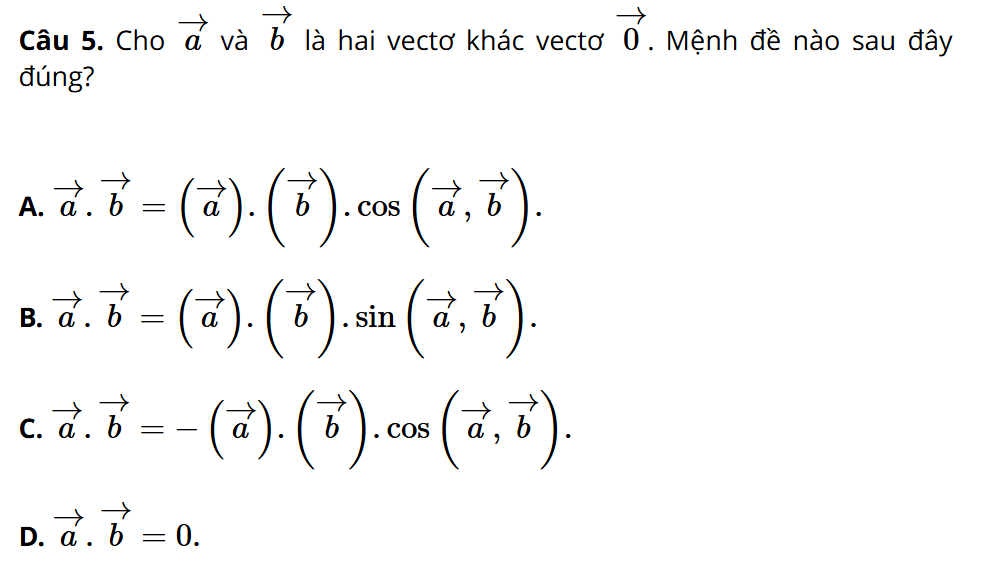 Câu 5. Cho $\overrightarrow{a}$ và $\overrightarrow{b}$ là hai vectơ khác vectơ $\overrightarrow{0}$. Mệnh đề nào sau đây
đúng?
A. $\overrightarrow{a}.\overrightarrow{b} = \left(\overrightarrow{a}\right).\left(\overrightarrow{b}\right).\cos\left(\overrightarrow{a},\overrightarrow{b}\right).$
B. $\overrightarrow{a}.\overrightarrow{b} = \left(\overrightarrow{a}\right).\left(\overrightarrow{b}\right).\sin\left(\overrightarrow{a},\overrightarrow{b}\right).$
C. $\overrightarrow{a}.\overrightarrow{b} = -\left(\overrightarrow{a}\right).\left(\overrightarrow{b}\right).\cos\left(\overrightarrow{a},\overrightarrow{b}\right).$
D. $\overrightarrow{a}.\overrightarrow{b} = 0.$